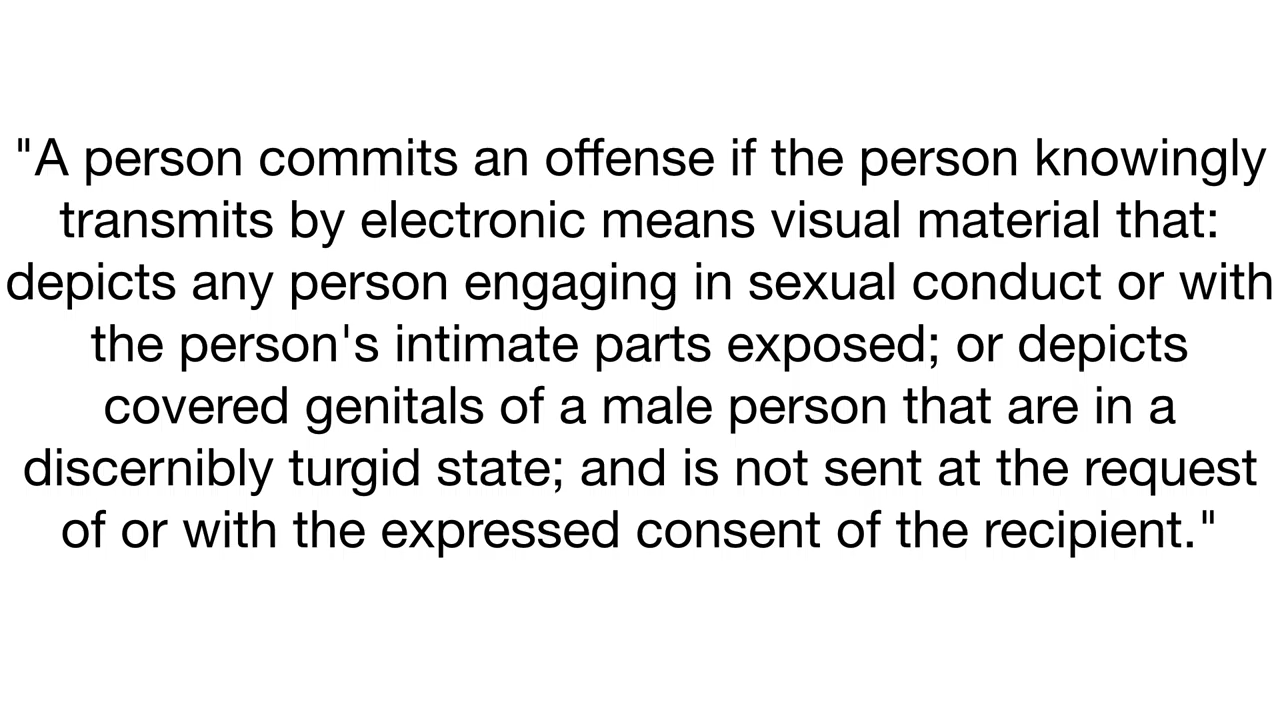 "A person commits an offense if the person knowingly
transmits by electronic means visual material that:
depicts any person engaging in sexual conduct or with
the person's intimate parts exposed; or depicts
covered genitals of a male person that are in a
discernibly turgid state; and is not sent at the request
of or with the expressed consent of the recipient."